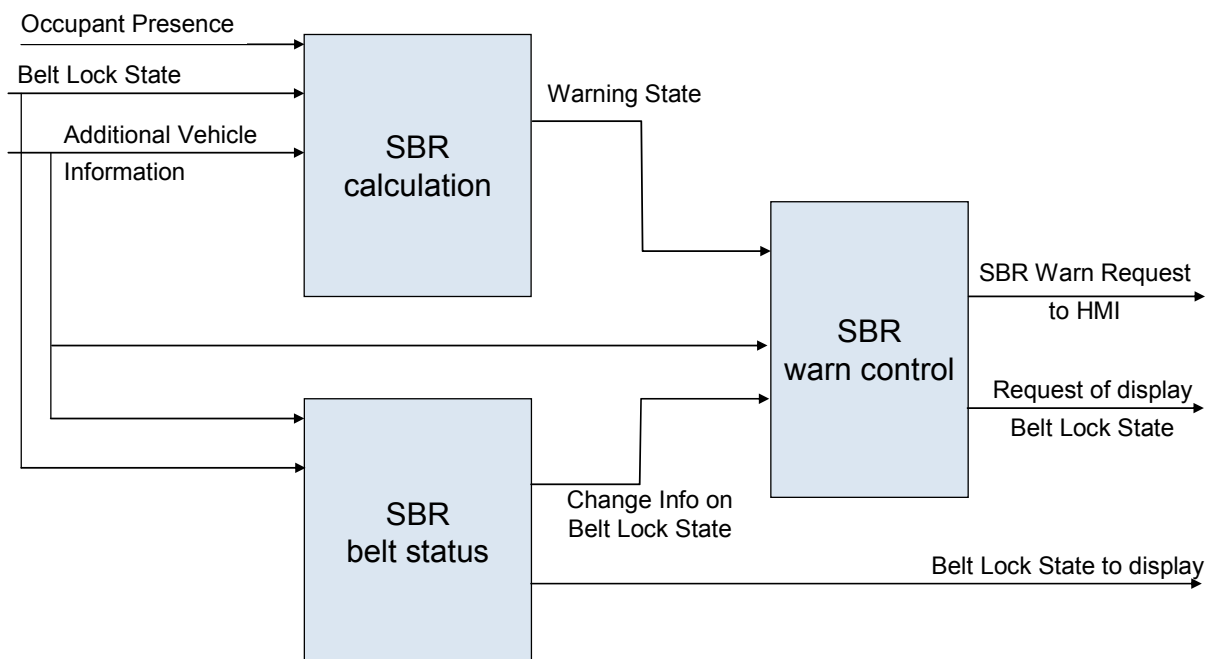 Occupant Presence
Belt Lock State
Additional Vehicle
Information
SBR
calculation
Warning State
SBR
warn control
SBR Warn Request
to HMI
Request of display
Belt Lock State
SBR
belt status
Change Info on
Belt Lock State
Belt Lock State to display